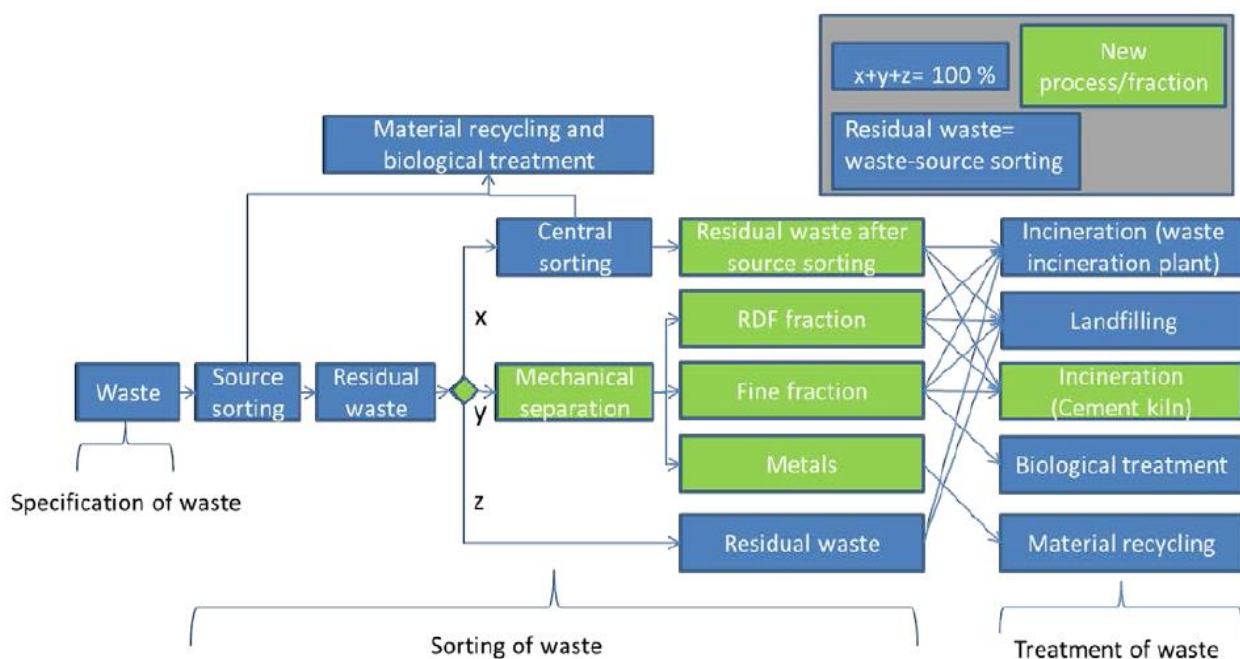 x+y+z= 100 %
New
process/fraction
Residual waste=
waste-source sorting
Material recycling and
biological treatment
Central
sorting
Residual waste after
source sorting
Incineration (waste
incineration plant)
x
RDF fraction
Landfilling
Waste
Source
sorting
Residual
waste
Mechanical
separation
y
Fine fraction
Incineration
(Cement kiln)
Metals
Biological treatment
Specification of waste
z
Residual waste
Material recycling
Sorting of waste
Treatment of waste